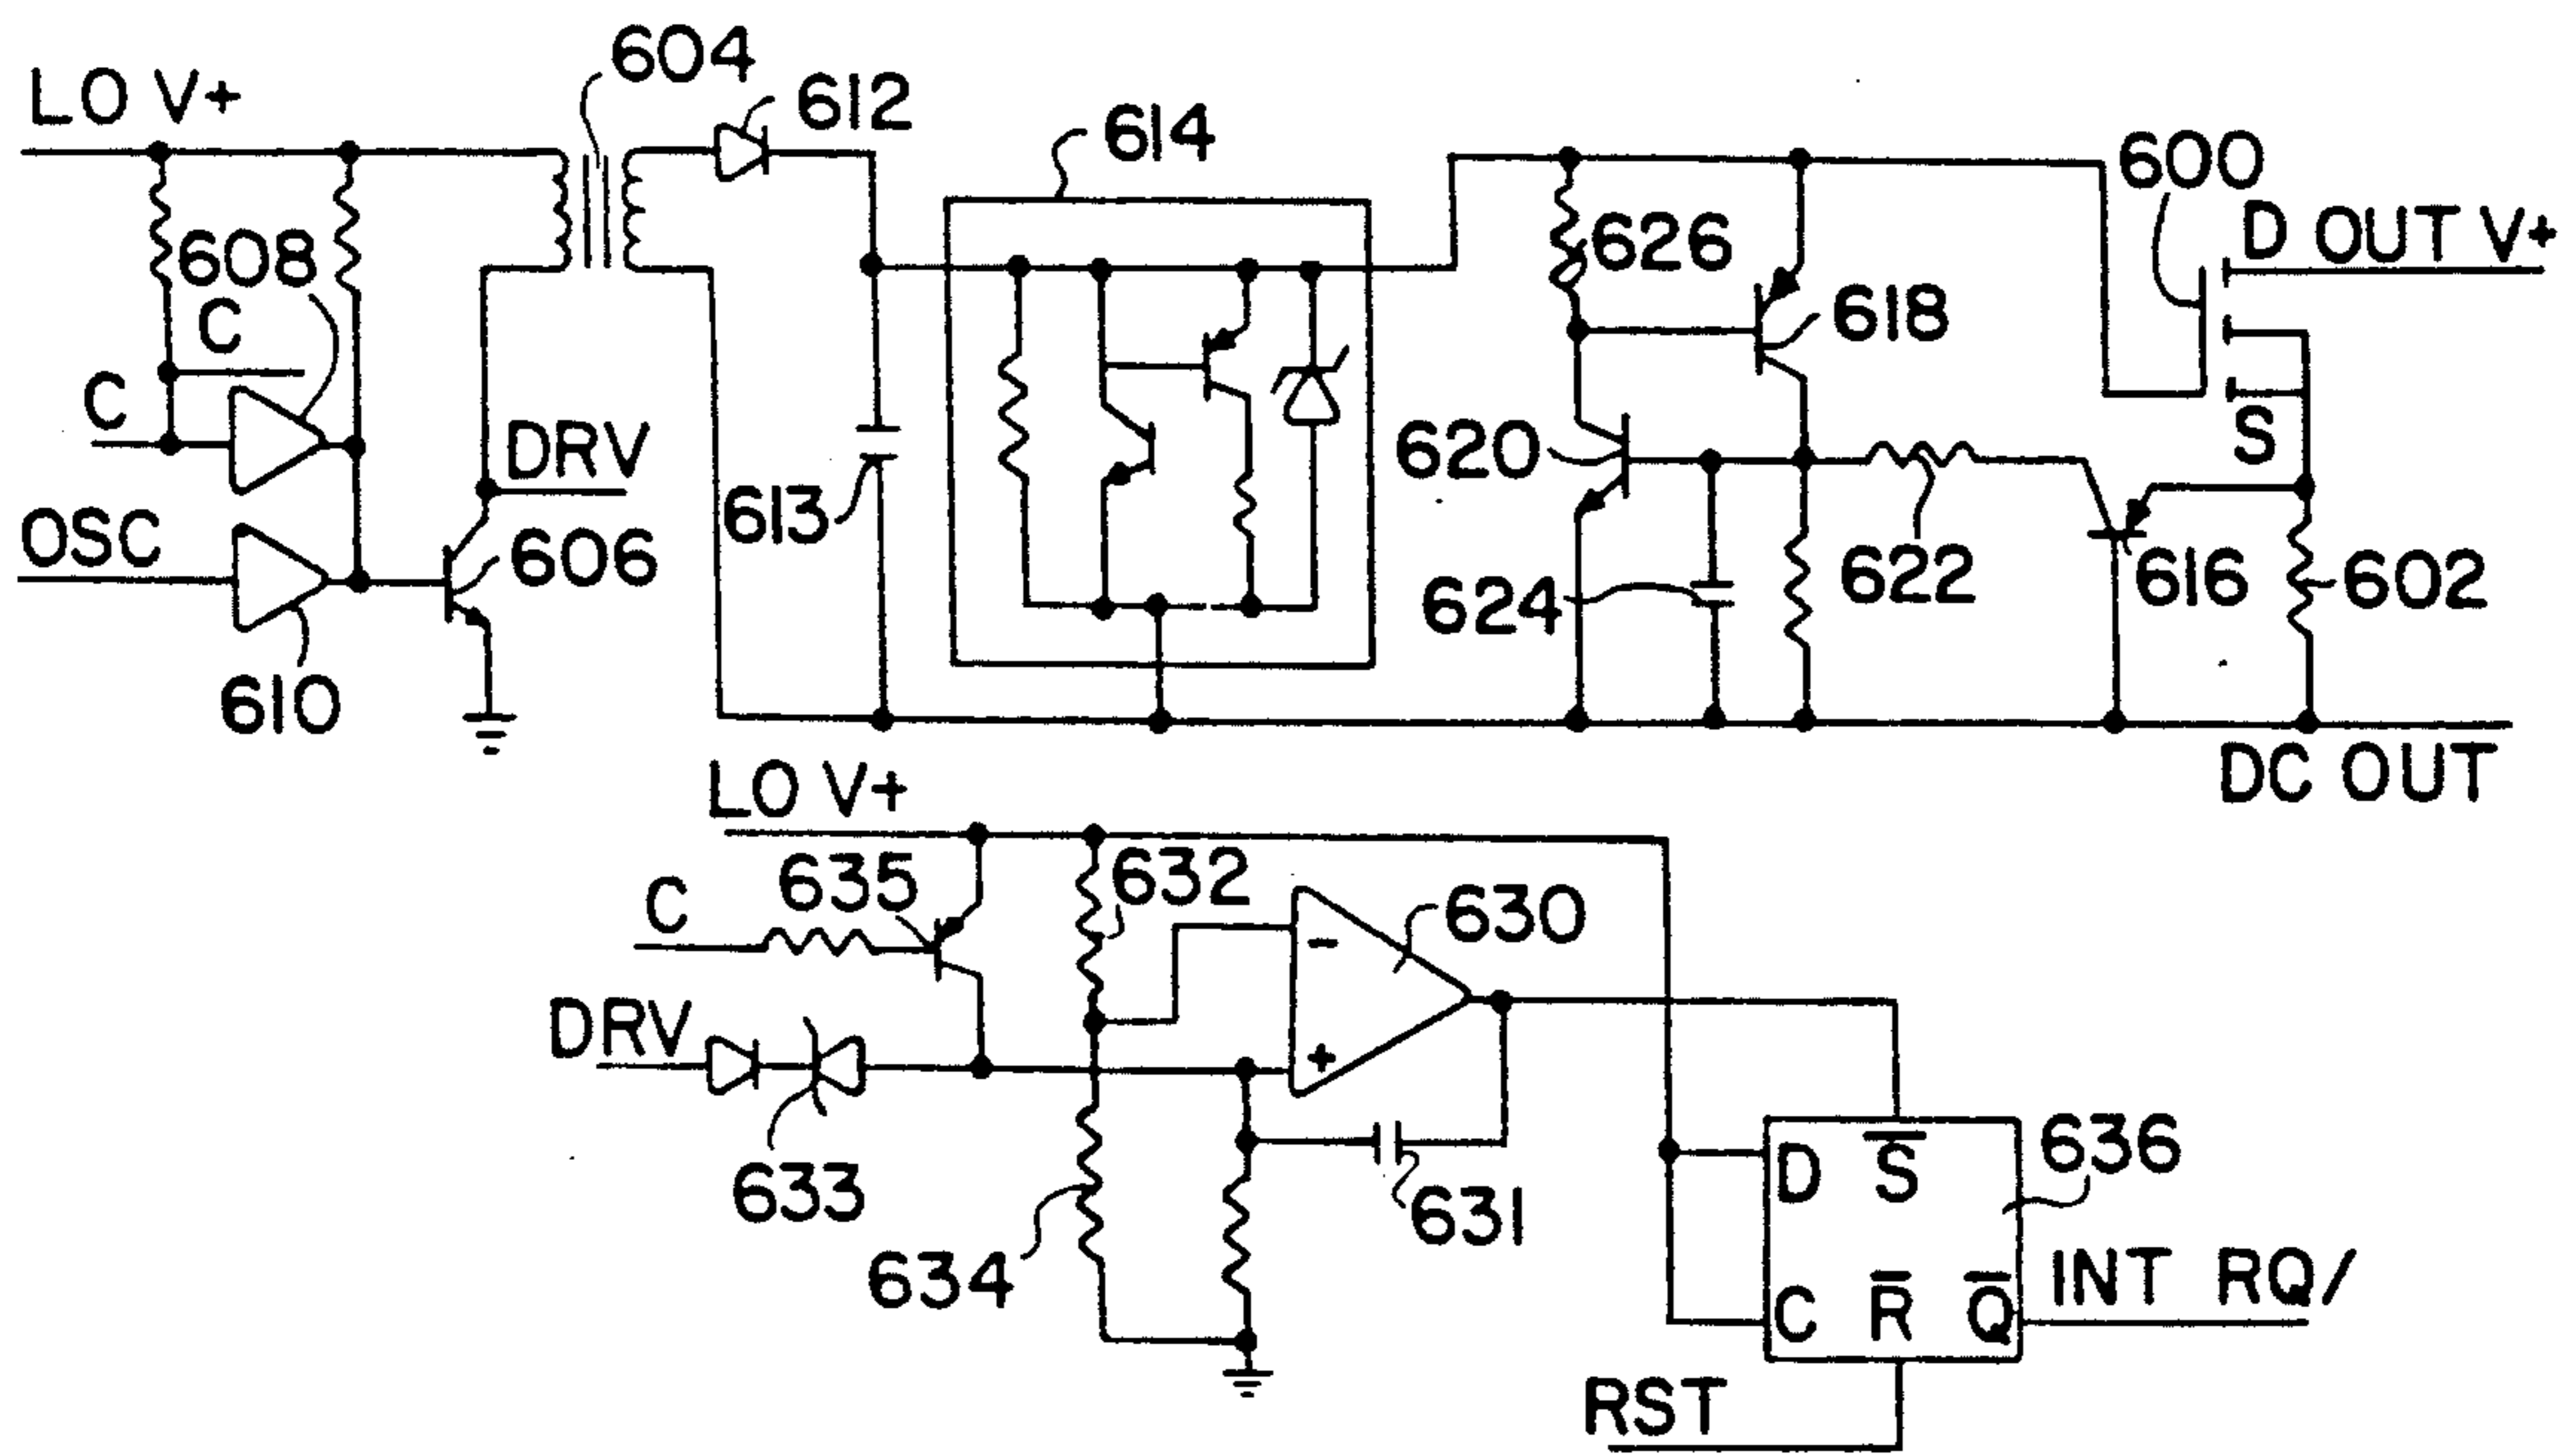 LO V+
604
612
614
600
D OUT V+
608
626
618
C
C
DRV
620
S
OSC
606
613
624
622
616
602
610
DC OUT
LO V+
635
632
630
C
-
DRV
+
633
634
631
D S̅
636
C R̅ Q̅
INT RQ/
RST